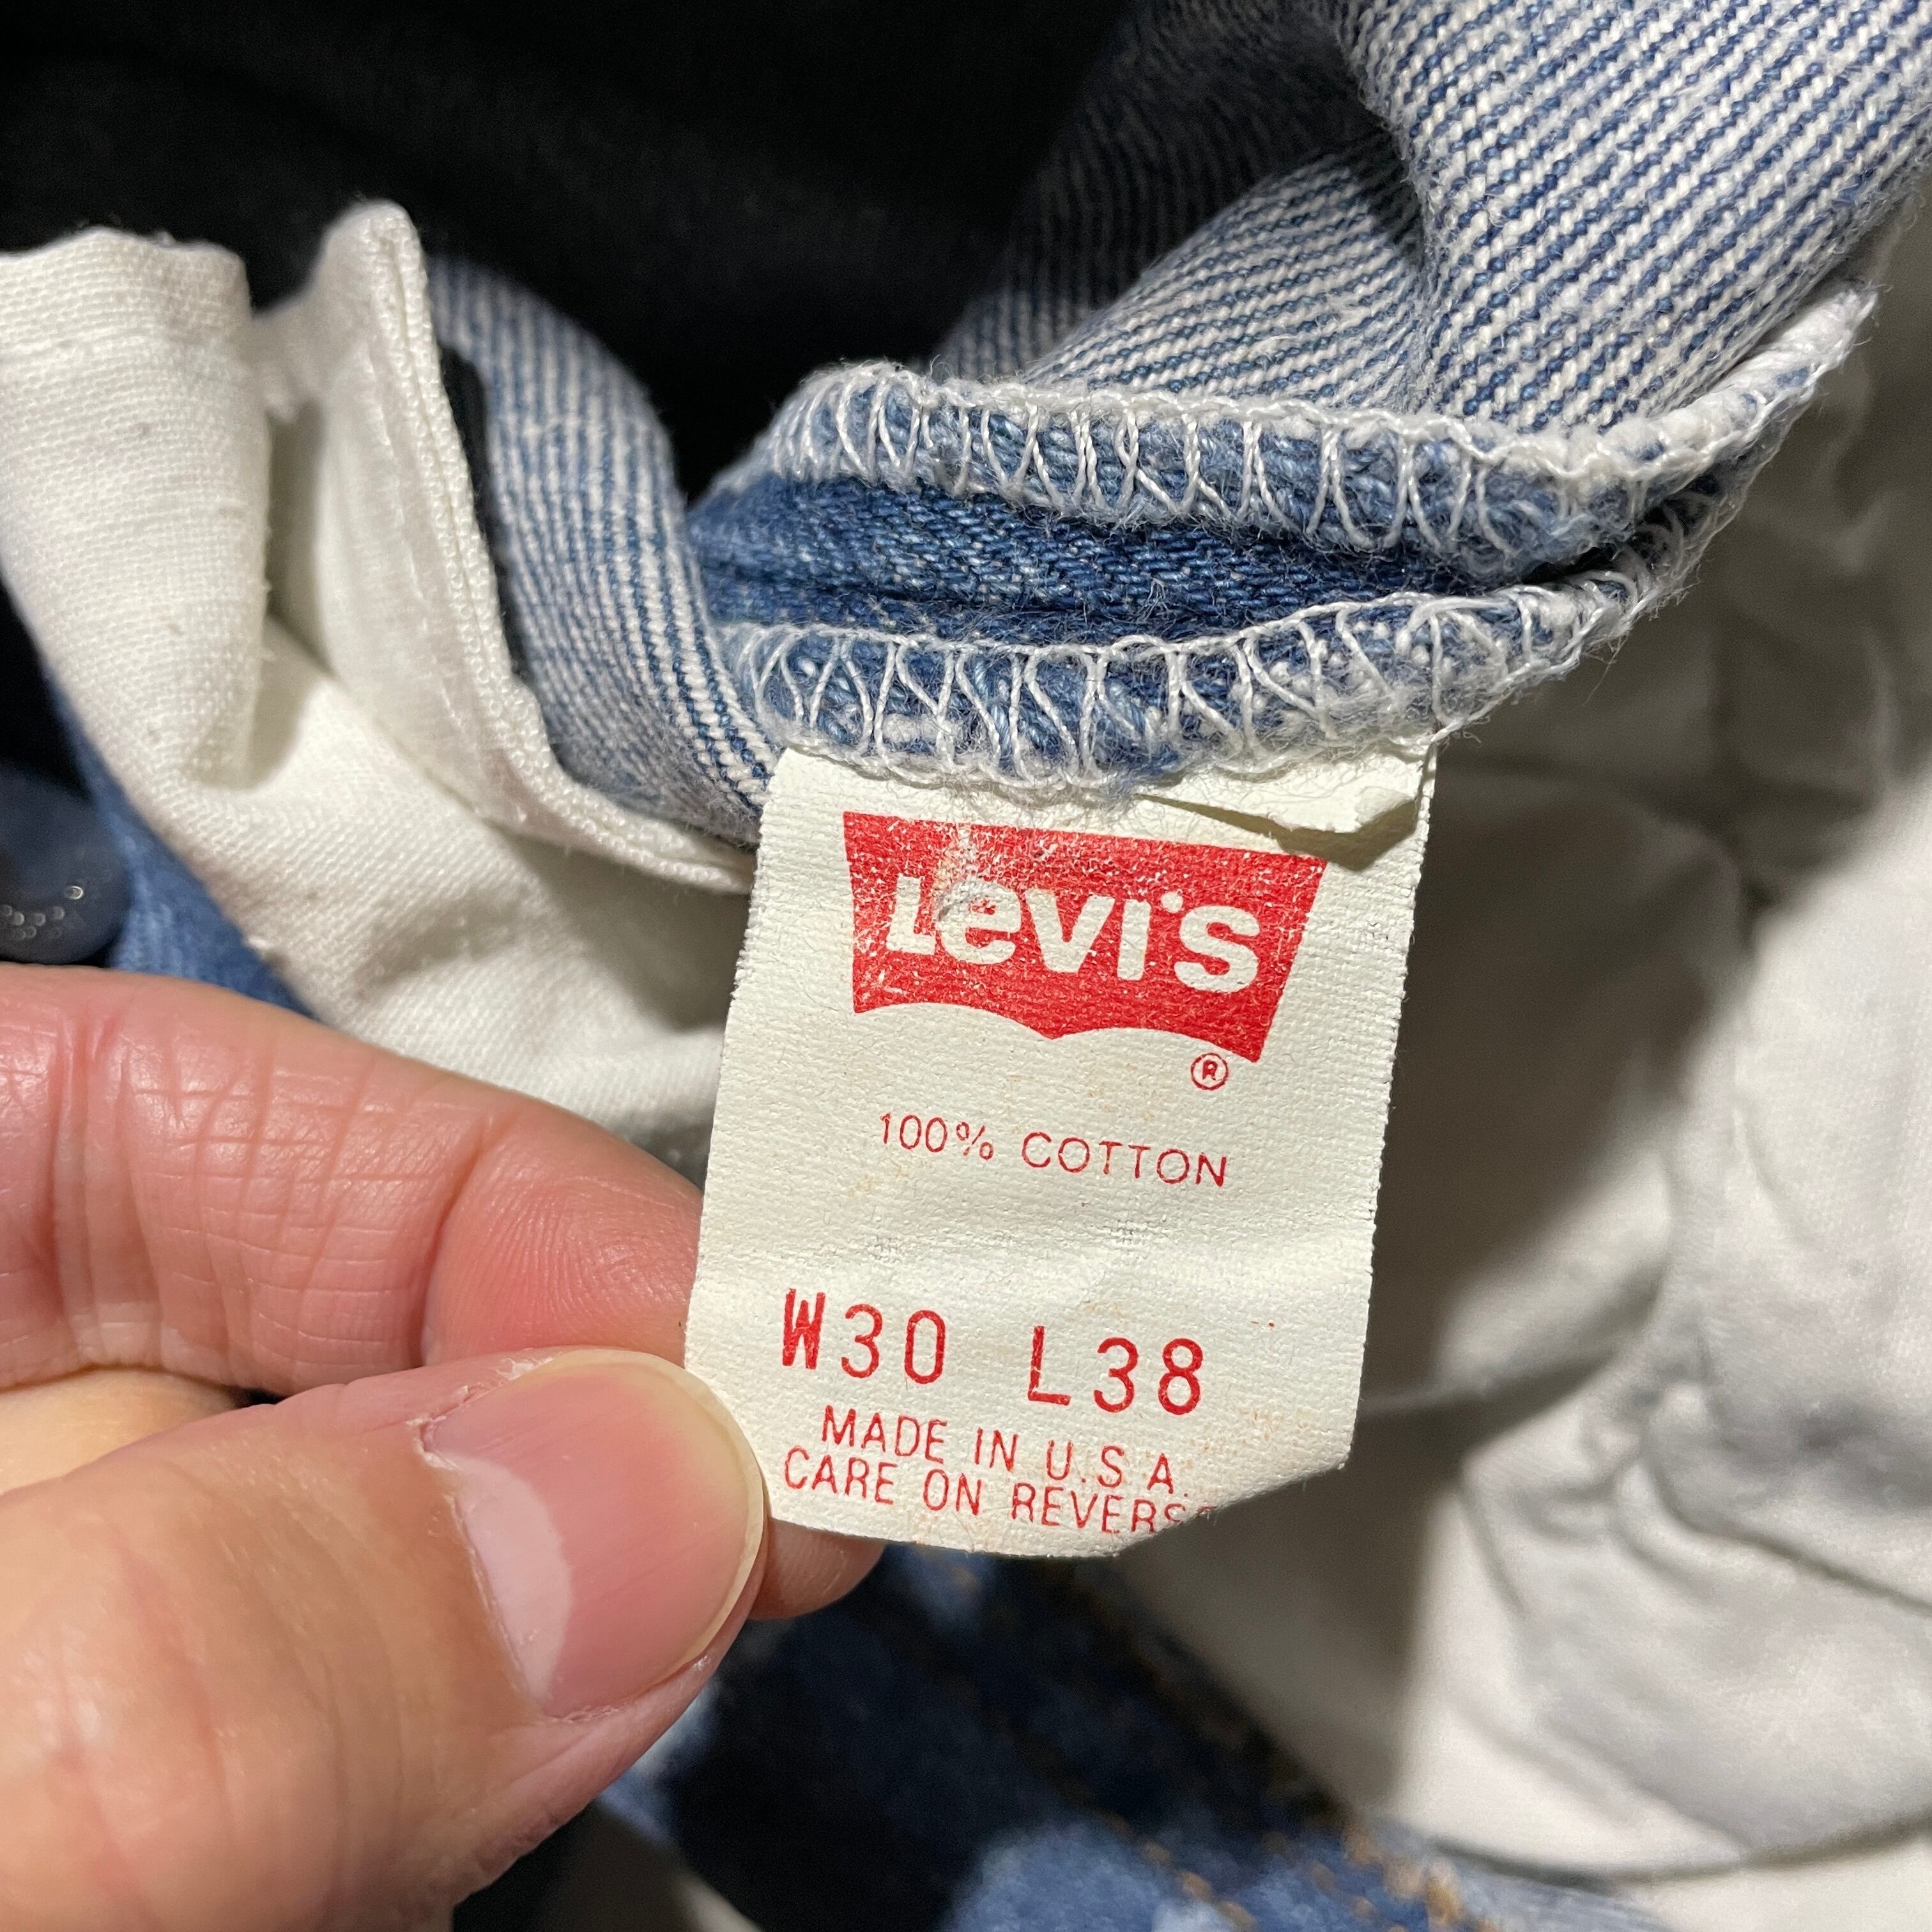 Levi's
®
100% COTTON
W30 L38
MADE IN U.S.A.
CARE ON REVERSE